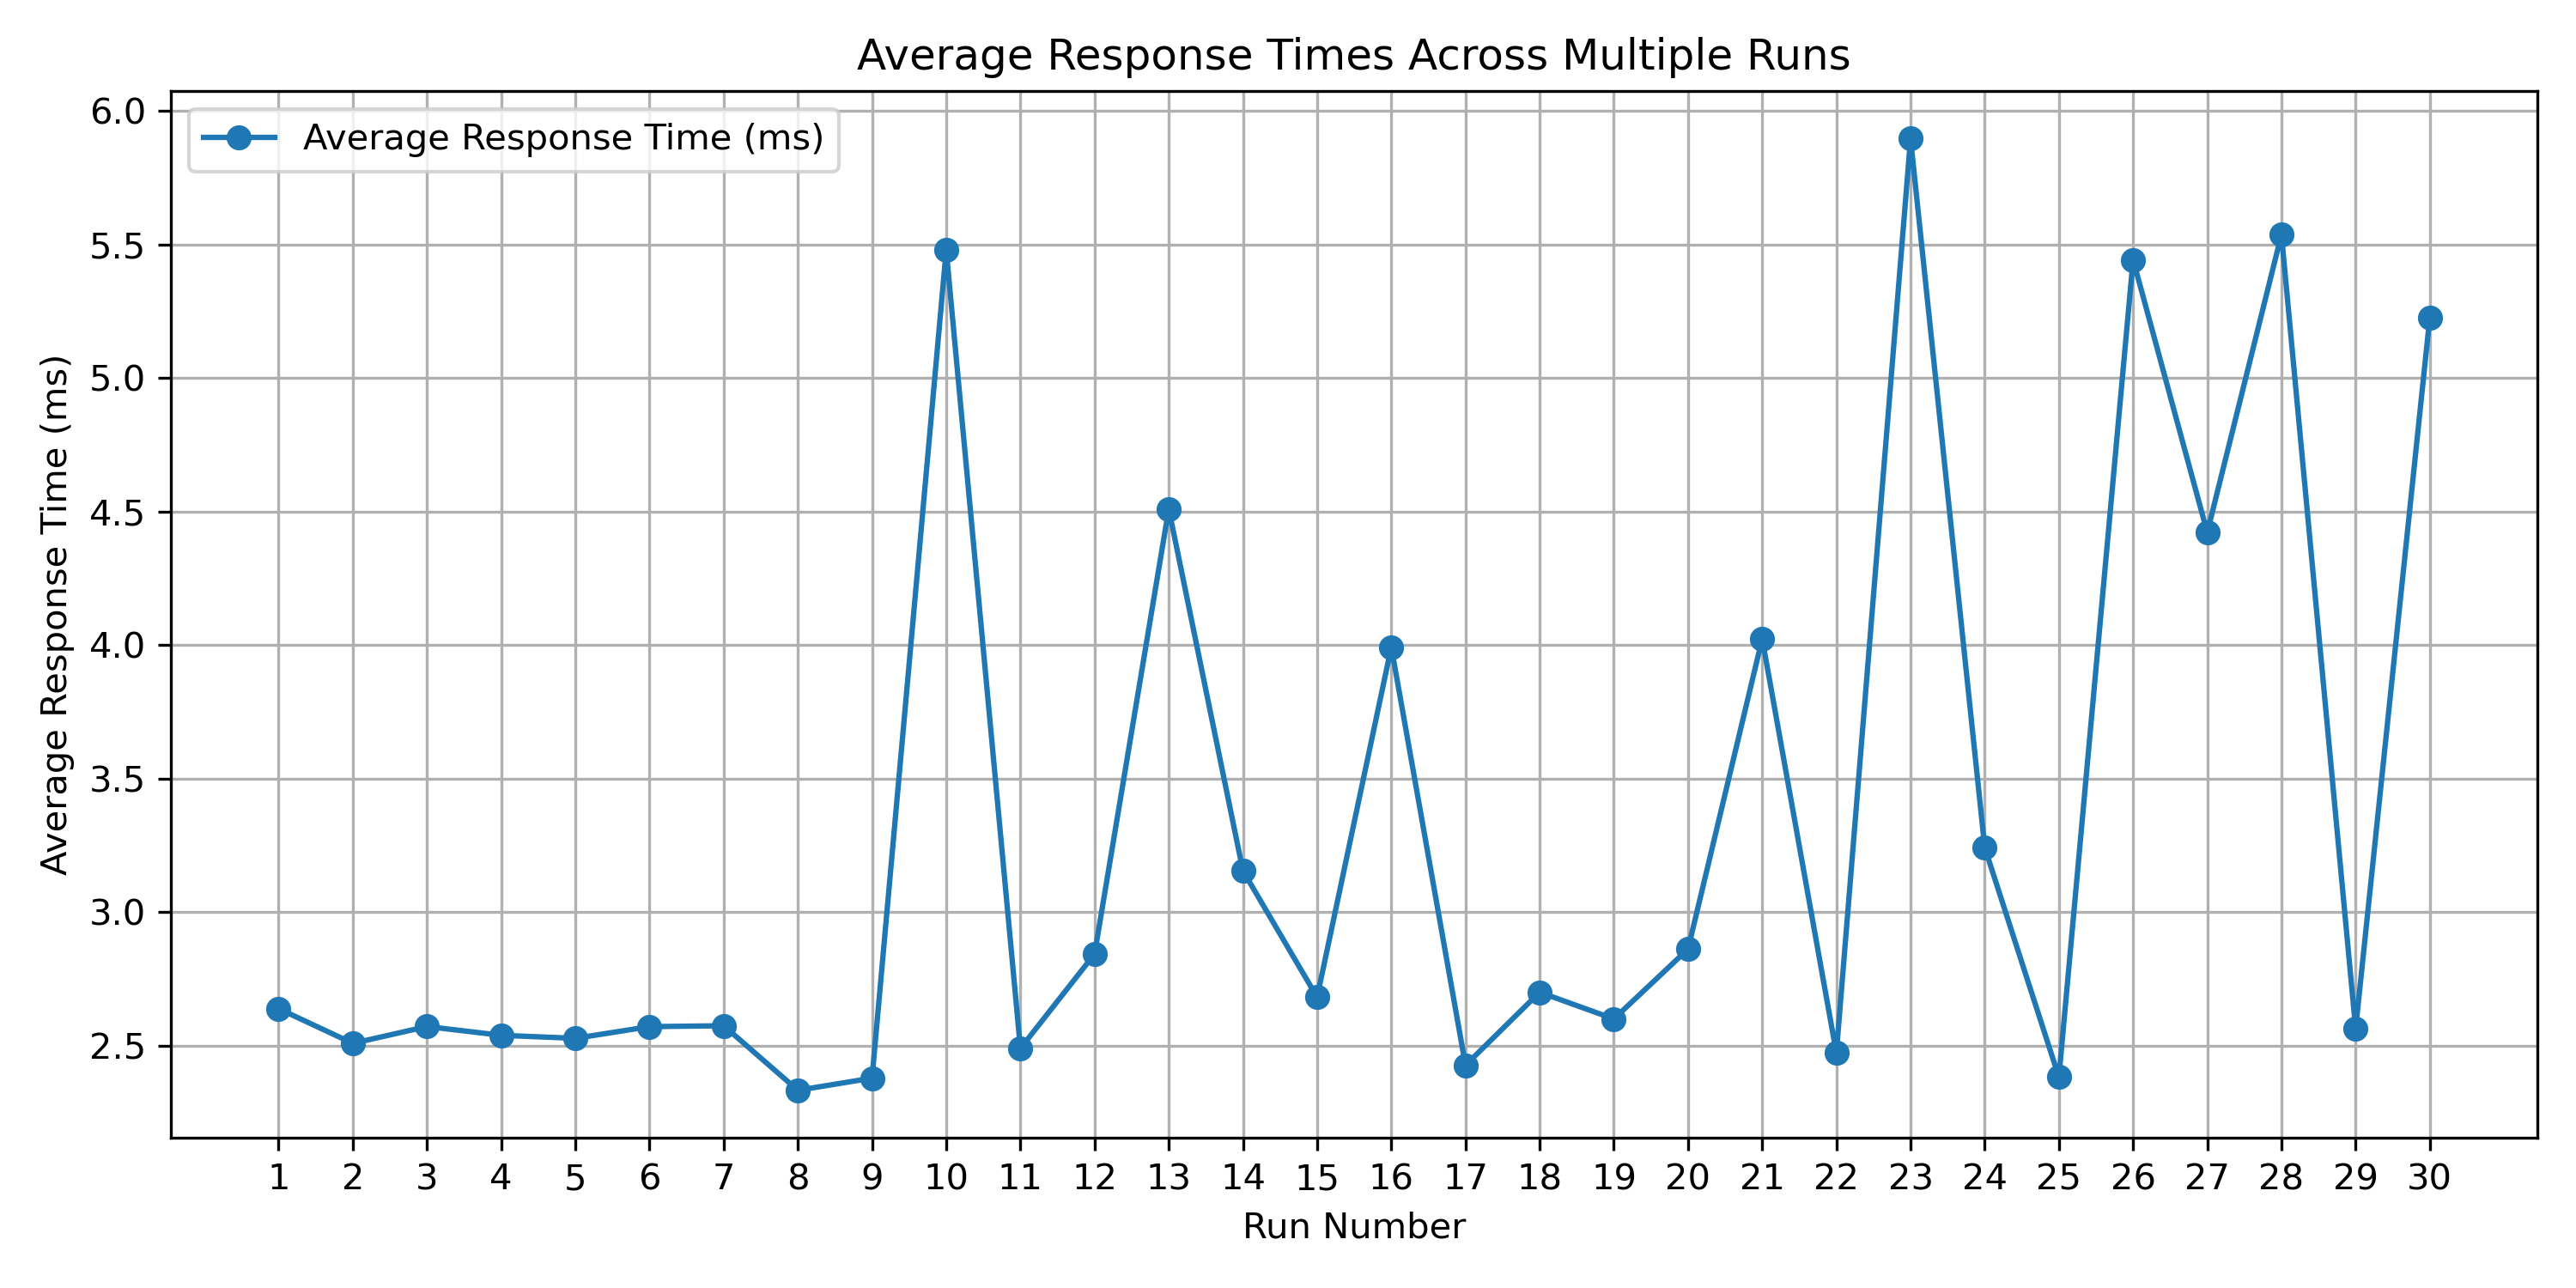 Average Response Times Across Multiple Runs
Average Response Time (ms)
Average Response Time (ms)
6.0
5.5
5.0
4.5
4.0
3.5
3.0
2.5
1 2 3 4 5 6 7 8 9 10 11 12 13 14 15 16 17 18 19 20 21 22 23 24 25 26 27 28 29 30
Run Number